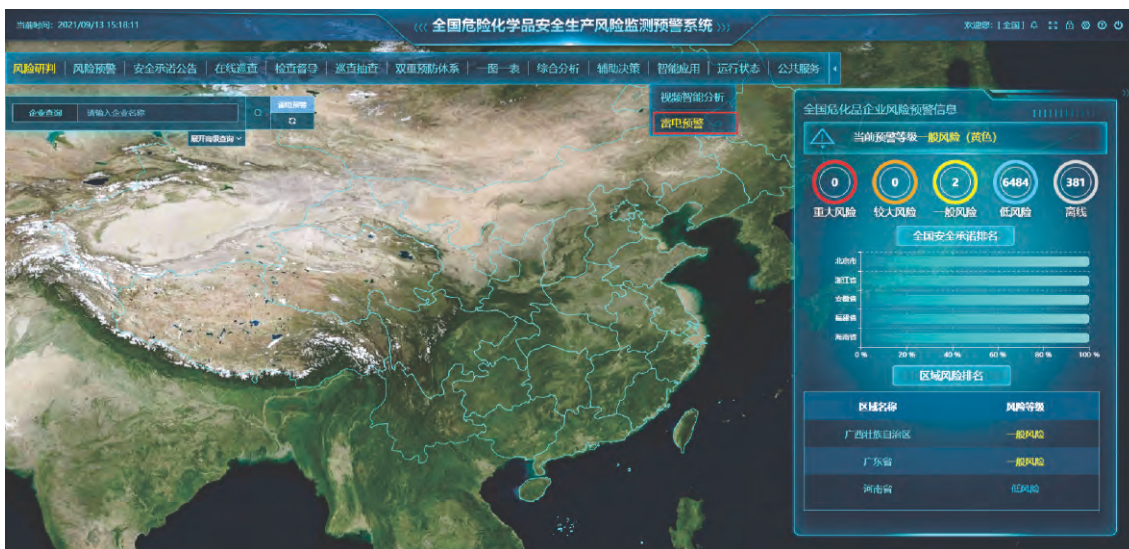 当前时间: 2021/09/13 15:18:11
全国危险化学品安全生产风险监测预警系统
欢迎您: [全国]
风险研判 风险预警 安全承诺公告 在线巡查 检查督导 巡查抽查 双重预防体系 一图一表 综合分析 辅助决策 智能应用 运行状态 公共服务
视频智能分析
雷电预警
企业查询 请输入企业名称
雷电预警
展开高级查询
全国危化品企业风险预警信息
当前预警等级一般风险 (黄色)
0 0 2 6484 381
重大风险 较大风险 一般风险 低风险 离线
全国安全承诺排名
北京市
浙江省
安徽省
福建省
海南省
0 % 20 % 40 % 60 % 80 % 100 %
区域风险排名
区域名称 风险等级
广西壮族自治区 一般风险
广东省 一般风险
河南省 低风险